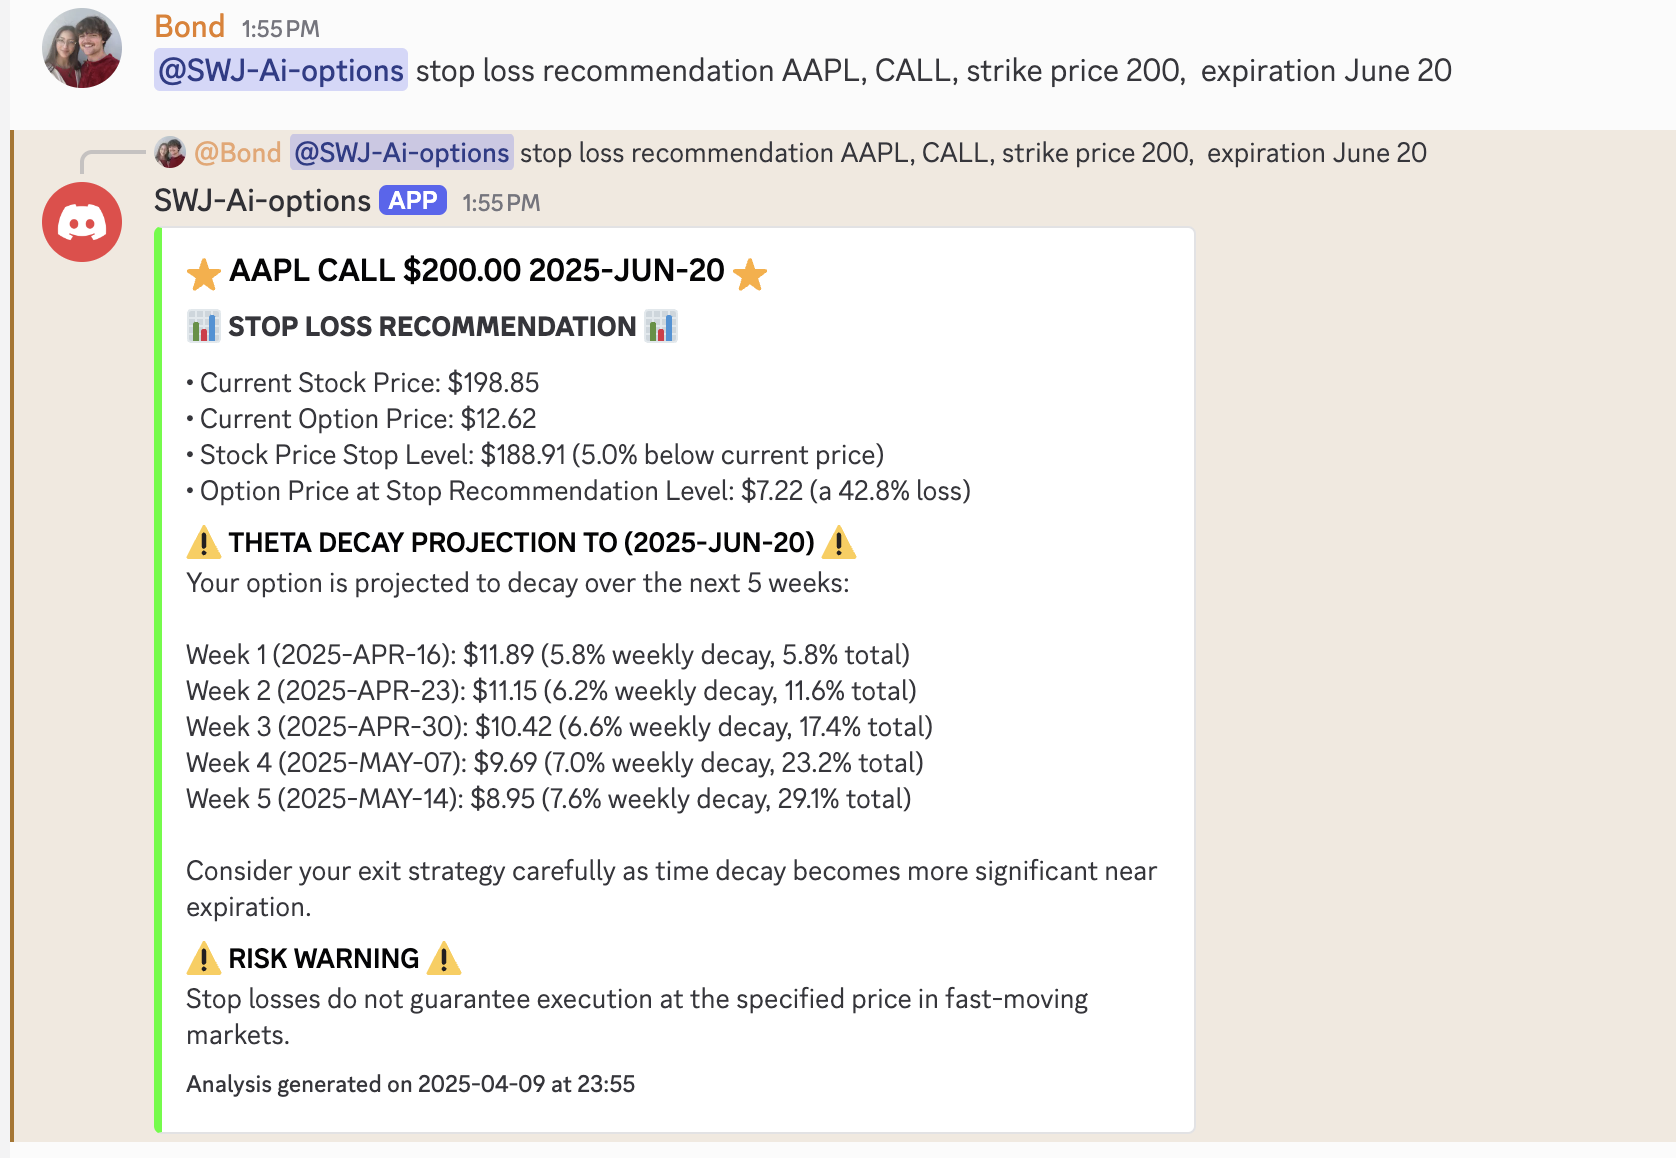 Bond 1:55 PM
@SWJ-Ai-options stop loss recommendation AAPL, CALL, strike price 200,  expiration June 20
@Bond @SWJ-Ai-options stop loss recommendation AAPL, CALL, strike price 200,  expiration June 20
SWJ-Ai-options APP 1:55 PM
⭐ AAPL CALL $200.00 2025-JUN-20 ⭐
📊 STOP LOSS RECOMMENDATION 📊
• Current Stock Price: $198.85
• Current Option Price: $12.62
• Stock Price Stop Level: $188.91 (5.0% below current price)
• Option Price at Stop Recommendation Level: $7.22 (a 42.8% loss)
⚠️ THETA DECAY PROJECTION TO (2025-JUN-20) ⚠️
Your option is projected to decay over the next 5 weeks:
Week 1 (2025-APR-16): $11.89 (5.8% weekly decay, 5.8% total)
Week 2 (2025-APR-23): $11.15 (6.2% weekly decay, 11.6% total)
Week 3 (2025-APR-30): $10.42 (6.6% weekly decay, 17.4% total)
Week 4 (2025-MAY-07): $9.69 (7.0% weekly decay, 23.2% total)
Week 5 (2025-MAY-14): $8.95 (7.6% weekly decay, 29.1% total)
Consider your exit strategy carefully as time decay becomes more significant near
expiration.
⚠️ RISK WARNING ⚠️
Stop losses do not guarantee execution at the specified price in fast-moving
markets.
Analysis generated on 2025-04-09 at 23:55